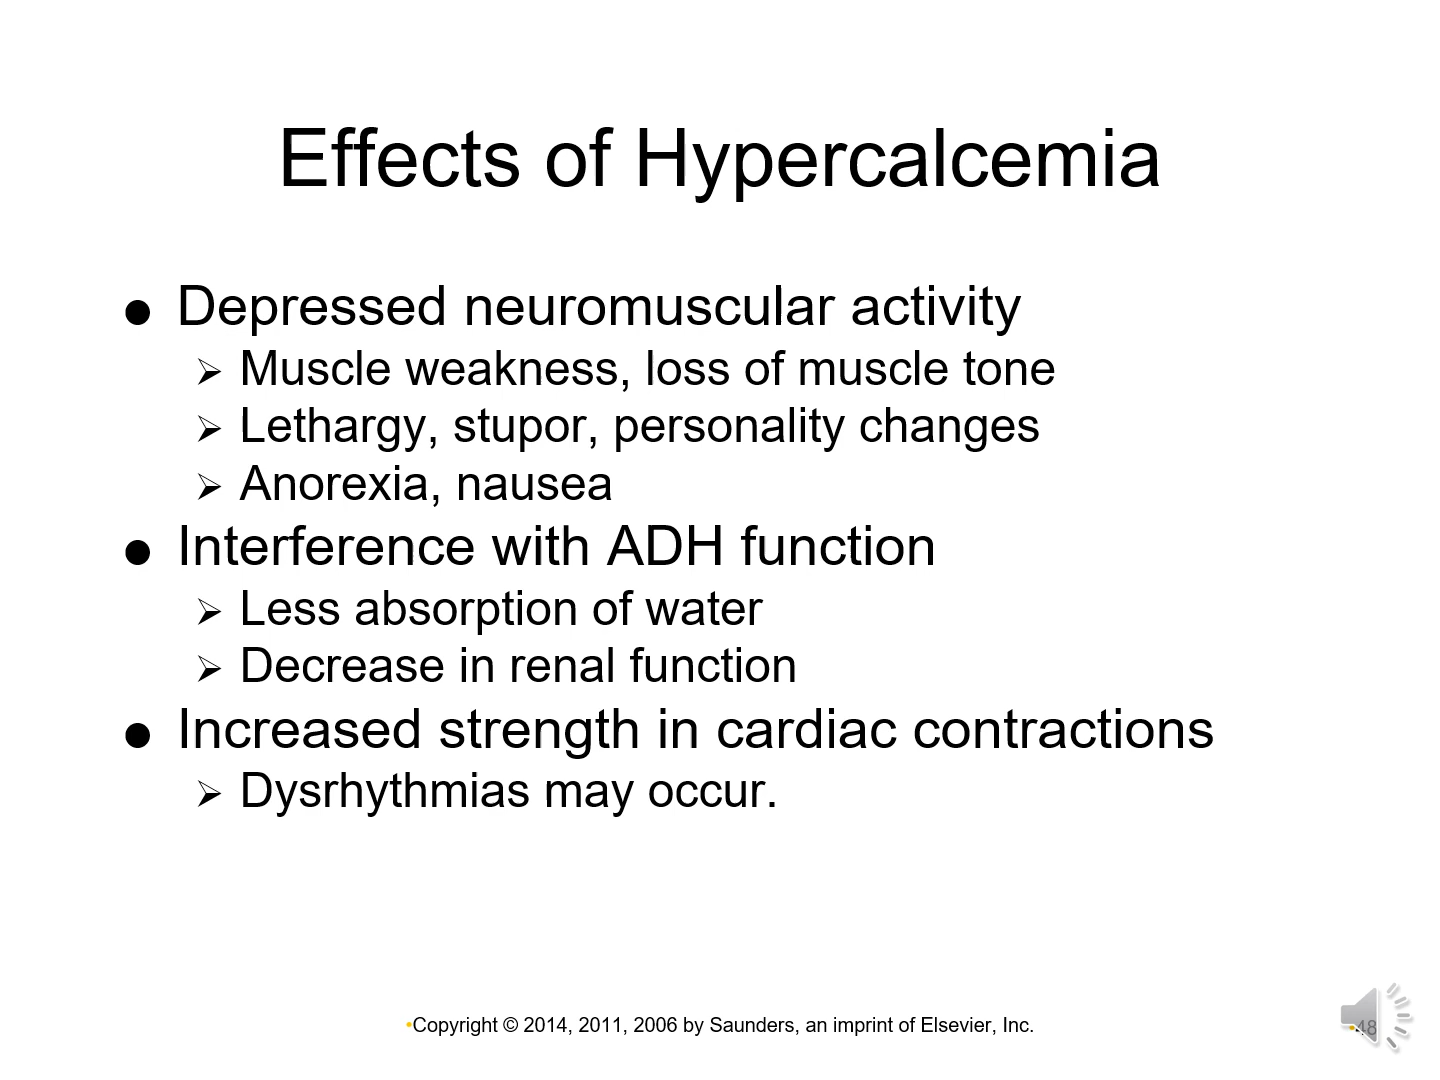 Effects of Hypercalcemia
● Depressed neuromuscular activity
➢ Muscle weakness, loss of muscle tone
➢ Lethargy, stupor, personality changes
➢ Anorexia, nausea
● Interference with ADH function
➢ Less absorption of water
➢ Decrease in renal function
● Increased strength in cardiac contractions
➢ Dysrhythmias may occur.
•Copyright © 2014, 2011, 2006 by Saunders, an imprint of Elsevier, Inc.
•48